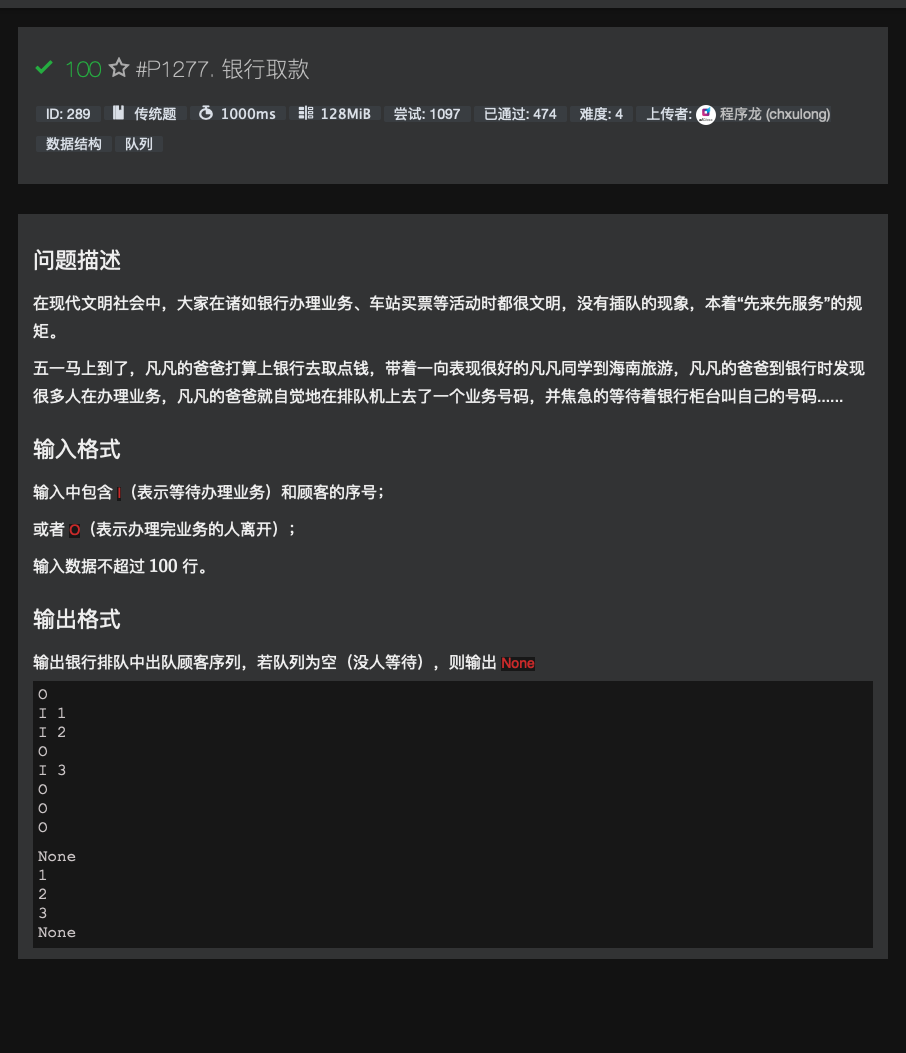 100 #P1277. 银行取款
ID: 289 传统题 1000ms 128MiB 尝试: 1097 已通过: 474 难度: 4 上传者: 程序龙 (chxulong)
数据结构 队列
问题描述
在现代文明社会中，大家在诸如银行办理业务、车站买票等活动时都很文明，没有插队的现象，本着“先来先服务”的规
矩。
五一马上到了，凡凡的爸爸打算上银行去取点钱，带着一向表现很好的凡凡同学到海南旅游，凡凡的爸爸到银行时发现
很多人在办理业务，凡凡的爸爸就自觉地在排队机上去了一个业务号码，并焦急的等待着银行柜台叫自己的号码……
输入格式
输入中包含 I（表示等待办理业务）和顾客的序号；
或者 O（表示办理完业务的人离开）；
输入数据不超过 100 行。
输出格式
输出银行排队中出队顾客序列，若队列为空（没人等待），则输出 None
O
I 1
I 2
O
I 3
O
O
O
None
1
2
3
None